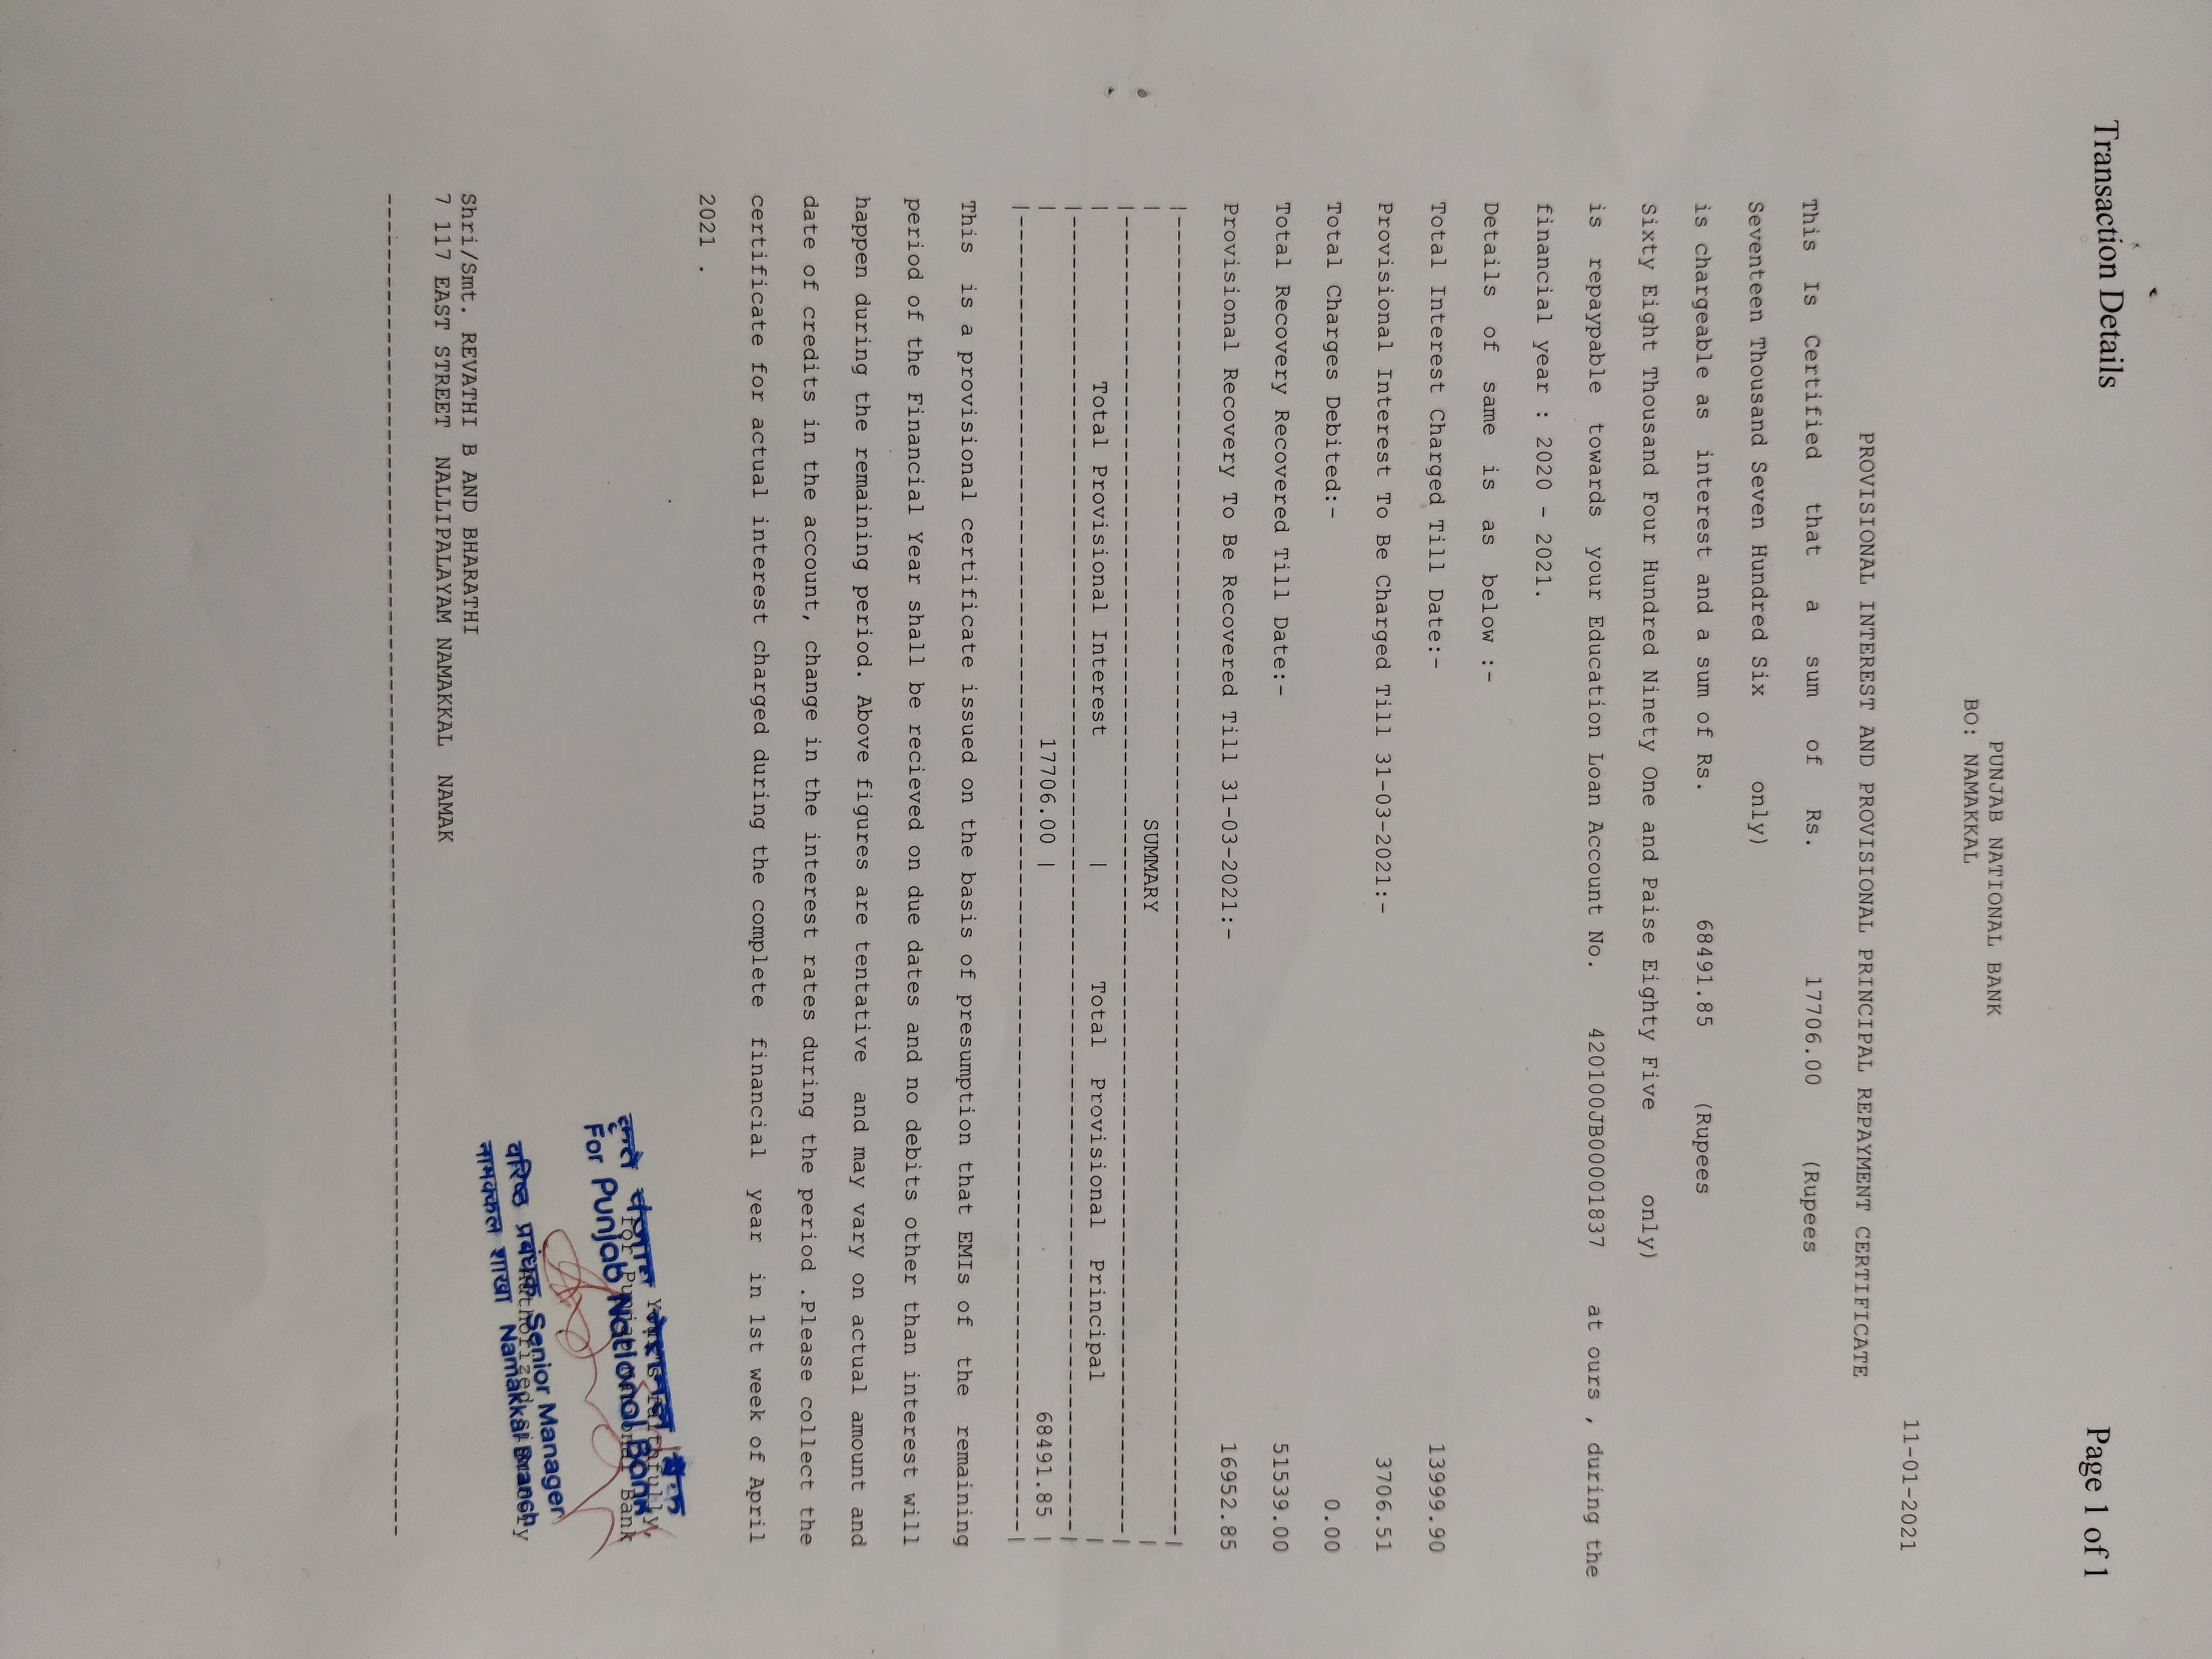 Transaction Details
Page 1 of 1
PUNJAB NATIONAL BANK
BO: NAMAKKAL
11-01-2021
PROVISIONAL INTEREST AND PROVISIONAL PRINCIPAL REPAYMENT CERTIFICATE
This Is Certified that a sum of Rs. 17706.00 (Rupees
Seventeen Thousand Seven Hundred Six only)
is chargeable as interest and a sum of Rs. 68491.85 (Rupees
Sixty Eight Thousand Four Hundred Ninety One and Paise Eighty Five only)
is repaypable towards your Education Loan Account No. 420100JB00001837 at ours , during the
financial year : 2020 - 2021.
Details of same is as below :-
Total Interest Charged Till Date:- 13999.90
Provisional Interest To Be Charged Till 31-03-2021:- 3706.51
Total Charges Debited:- 0.00
Total Recovery Recovered Till Date:- 51539.00
Provisional Recovery To Be Recovered Till 31-03-2021:- 16952.85
SUMMARY
Total Provisional Interest | Total Provisional Principal
17706.00 | 68491.85
This is a provisional certificate issued on the basis of presumption that EMIs of the remaining
period of the Financial Year shall be recieved on due dates and no debits other than interest will
happen during the remaining period. Above figures are tentative and may vary on actual amount and
date of credits in the account, change in the interest rates during the period .Please collect the
certificate for actual interest charged during the complete financial year in 1st week of April
2021 .
faithfully,
for Punjab National Bank
कृते पंजाब नेशनल बैंक
For Punjab National Bank
वरिष्ठ प्रबंधक Senior Manager
Authorized signatory
नामक्कल शाखा Namakkal Branch
Shri/Smt. REVATHI B AND BHARATHI
7 117 EAST STREET NALLIPALAYAM NAMAKKAL NAMAK